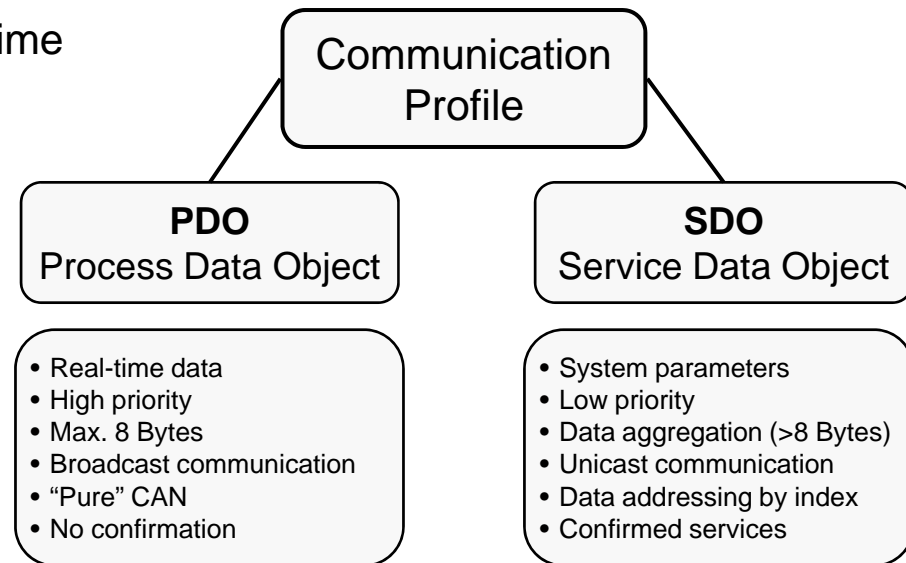 Communication
Profile
PDO
Process Data Object
SDO
Service Data Object
• Real-time data
• High priority
• Max. 8 Bytes
• Broadcast communication
• “Pure” CAN
• No confirmation
• System parameters
• Low priority
• Data aggregation (>8 Bytes)
• Unicast communication
• Data addressing by index
• Confirmed services